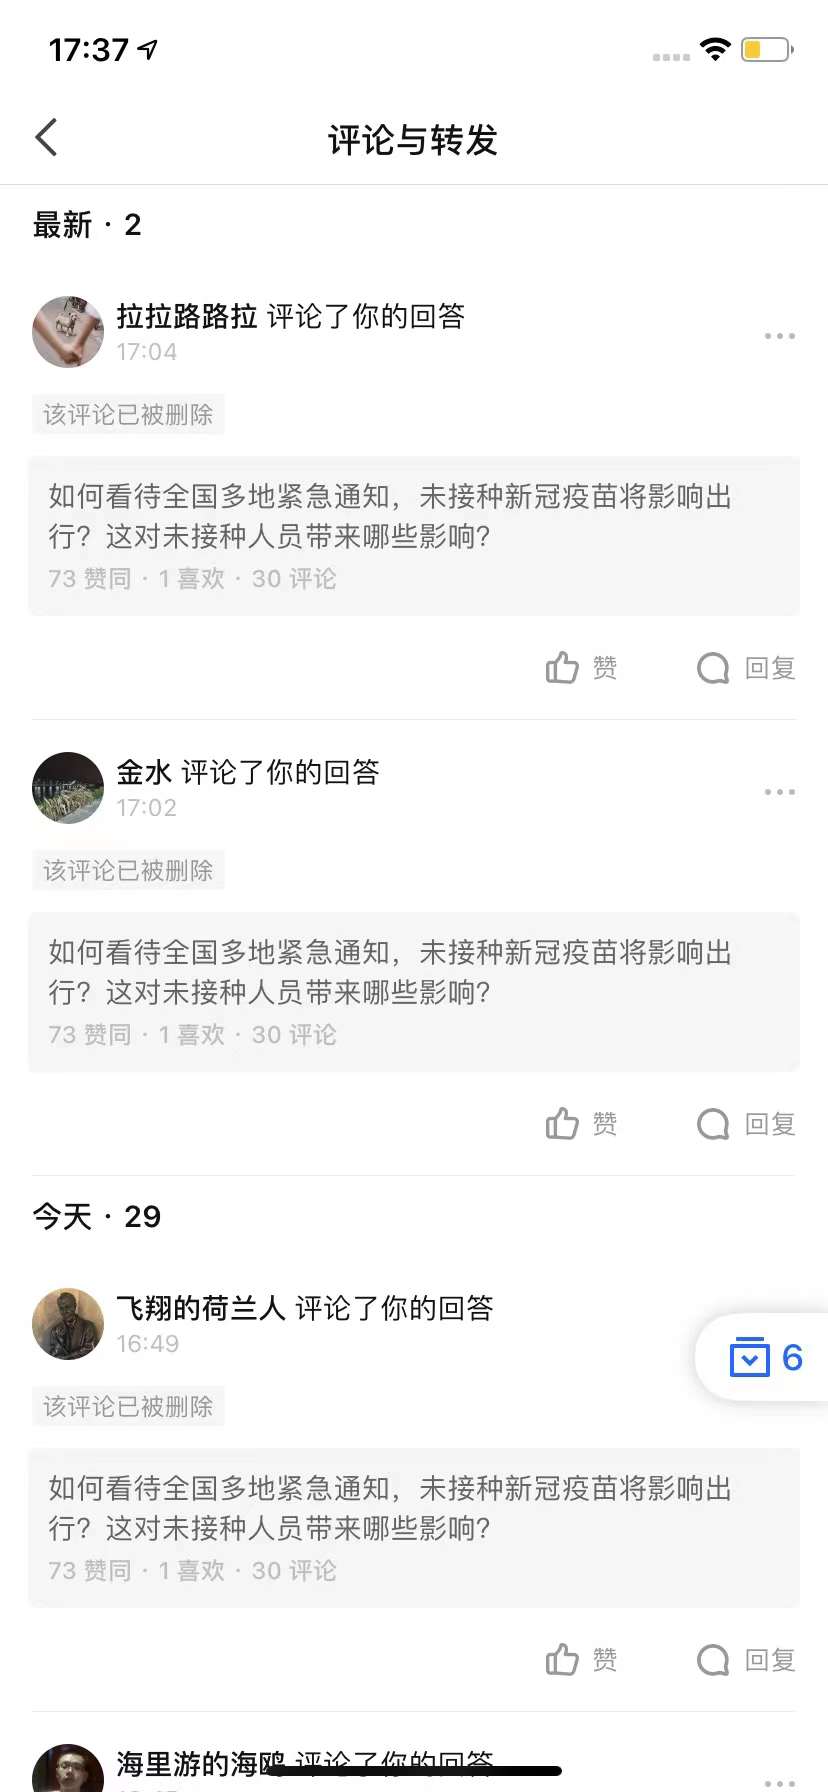 17:37
评论与转发
最新 · 2
拉拉路路拉 评论了你的回答
17:04
该评论已被删除
如何看待全国多地紧急通知，未接种新冠疫苗将影响出
行？这对未接种人员带来哪些影响？
73 赞同 · 1 喜欢 · 30 评论
赞 回复
金水 评论了你的回答
17:02
该评论已被删除
如何看待全国多地紧急通知，未接种新冠疫苗将影响出
行？这对未接种人员带来哪些影响？
73 赞同 · 1 喜欢 · 30 评论
赞 回复
今天 · 29
飞翔的荷兰人 评论了你的回答
16:49
6
该评论已被删除
如何看待全国多地紧急通知，未接种新冠疫苗将影响出
行？这对未接种人员带来哪些影响？
73 赞同 · 1 喜欢 · 30 评论
赞 回复
海里游的海鸥 评论了你的回答